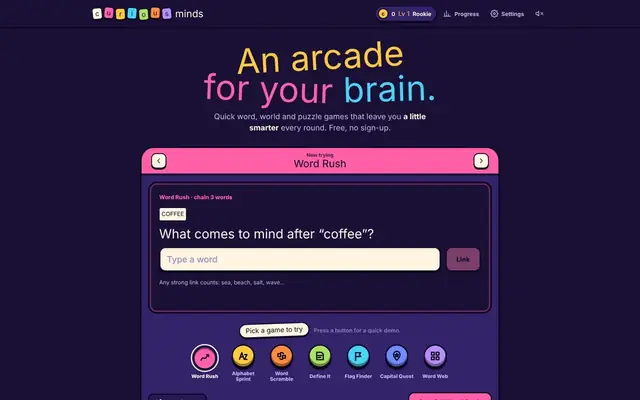 curious minds
0 Lv 1 Rookie
Progress
Settings
An arcade
for your brain.
Quick word, world and puzzle games that leave you a little
smarter every round. Free, no sign-up.
Now trying
Word Rush
Word Rush · chain 3 words
COFFEE
What comes to mind after “coffee”?
Type a word
Link
Any strong link counts: sea, beach, salt, wave...
Pick a game to try
Press a button for a quick demo.
Word Rush
Alphabet Sprint
Word Scramble
Define It
Flag Finder
Capital Quest
Word Web